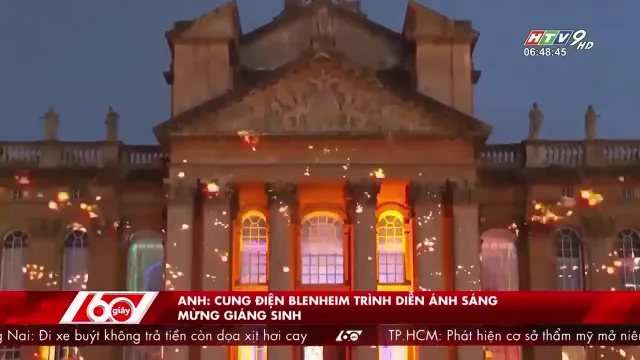 HTV9 HD
06:48:45
60 giây
ANH: CUNG ĐIỆN BLENHEIM TRÌNH DIỄN ÁNH SÁNG
MỪNG GIÁNG SINH
Nai: Đi xe buýt không trả tiền còn dọa xịt hơi cay 60 TP.HCM: Phát hiện cơ sở thẩm mỹ mở